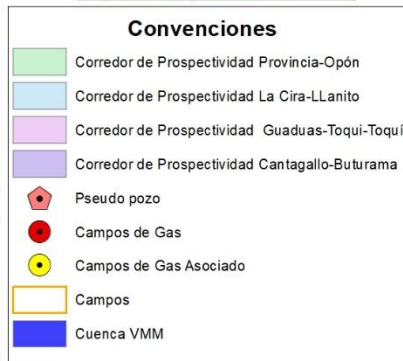 Convenciones
Corredor de Prospectividad Provincia-Opón
Corredor de Prospectividad La Cira-LLanito
Corredor de Prospectividad Guaduas-Toqui-Toquí
Corredor de Prospectividad Cantagallo-Buturama
Pseudo pozo
Campos de Gas
Campos de Gas Asociado
Campos
Cuenca VMM